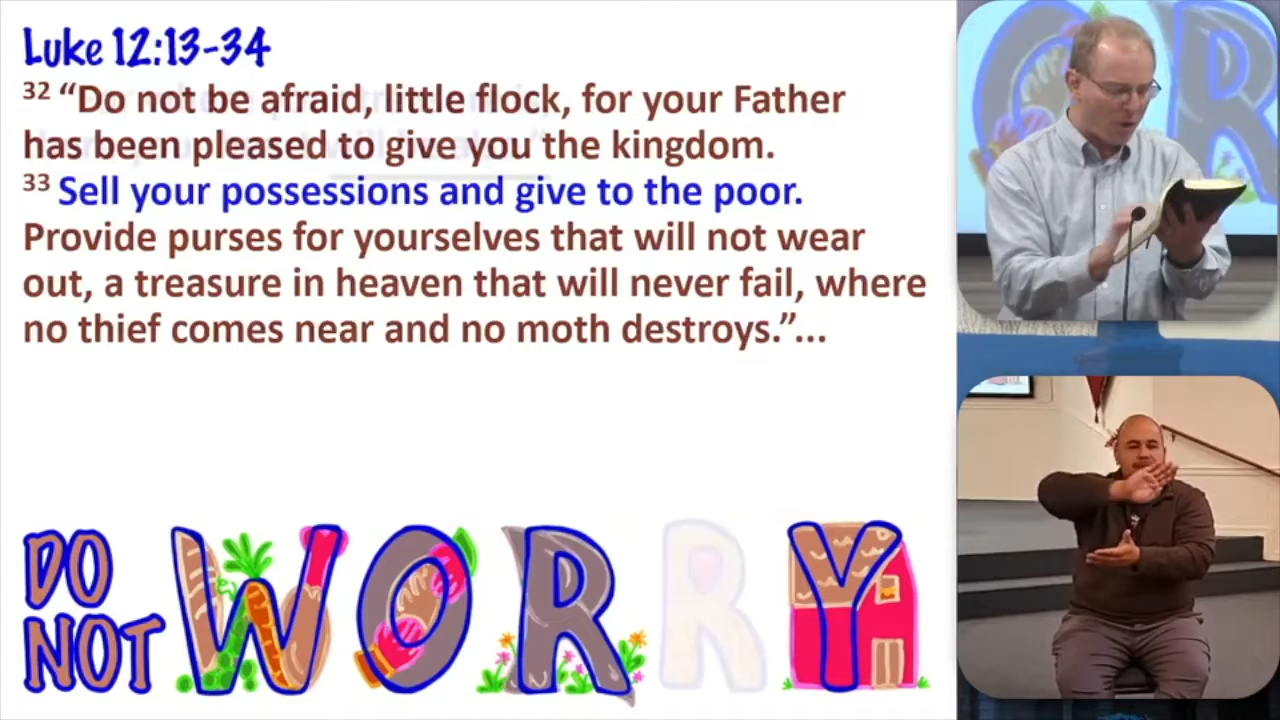 Luke 12:13-34
32 “Do not be afraid, little flock, for your Father
has been pleased to give you the kingdom.
33 Sell your possessions and give to the poor.
Provide purses for yourselves that will not wear
out, a treasure in heaven that will never fail, where
no thief comes near and no moth destroys.”...
DO
NOT
WORRY